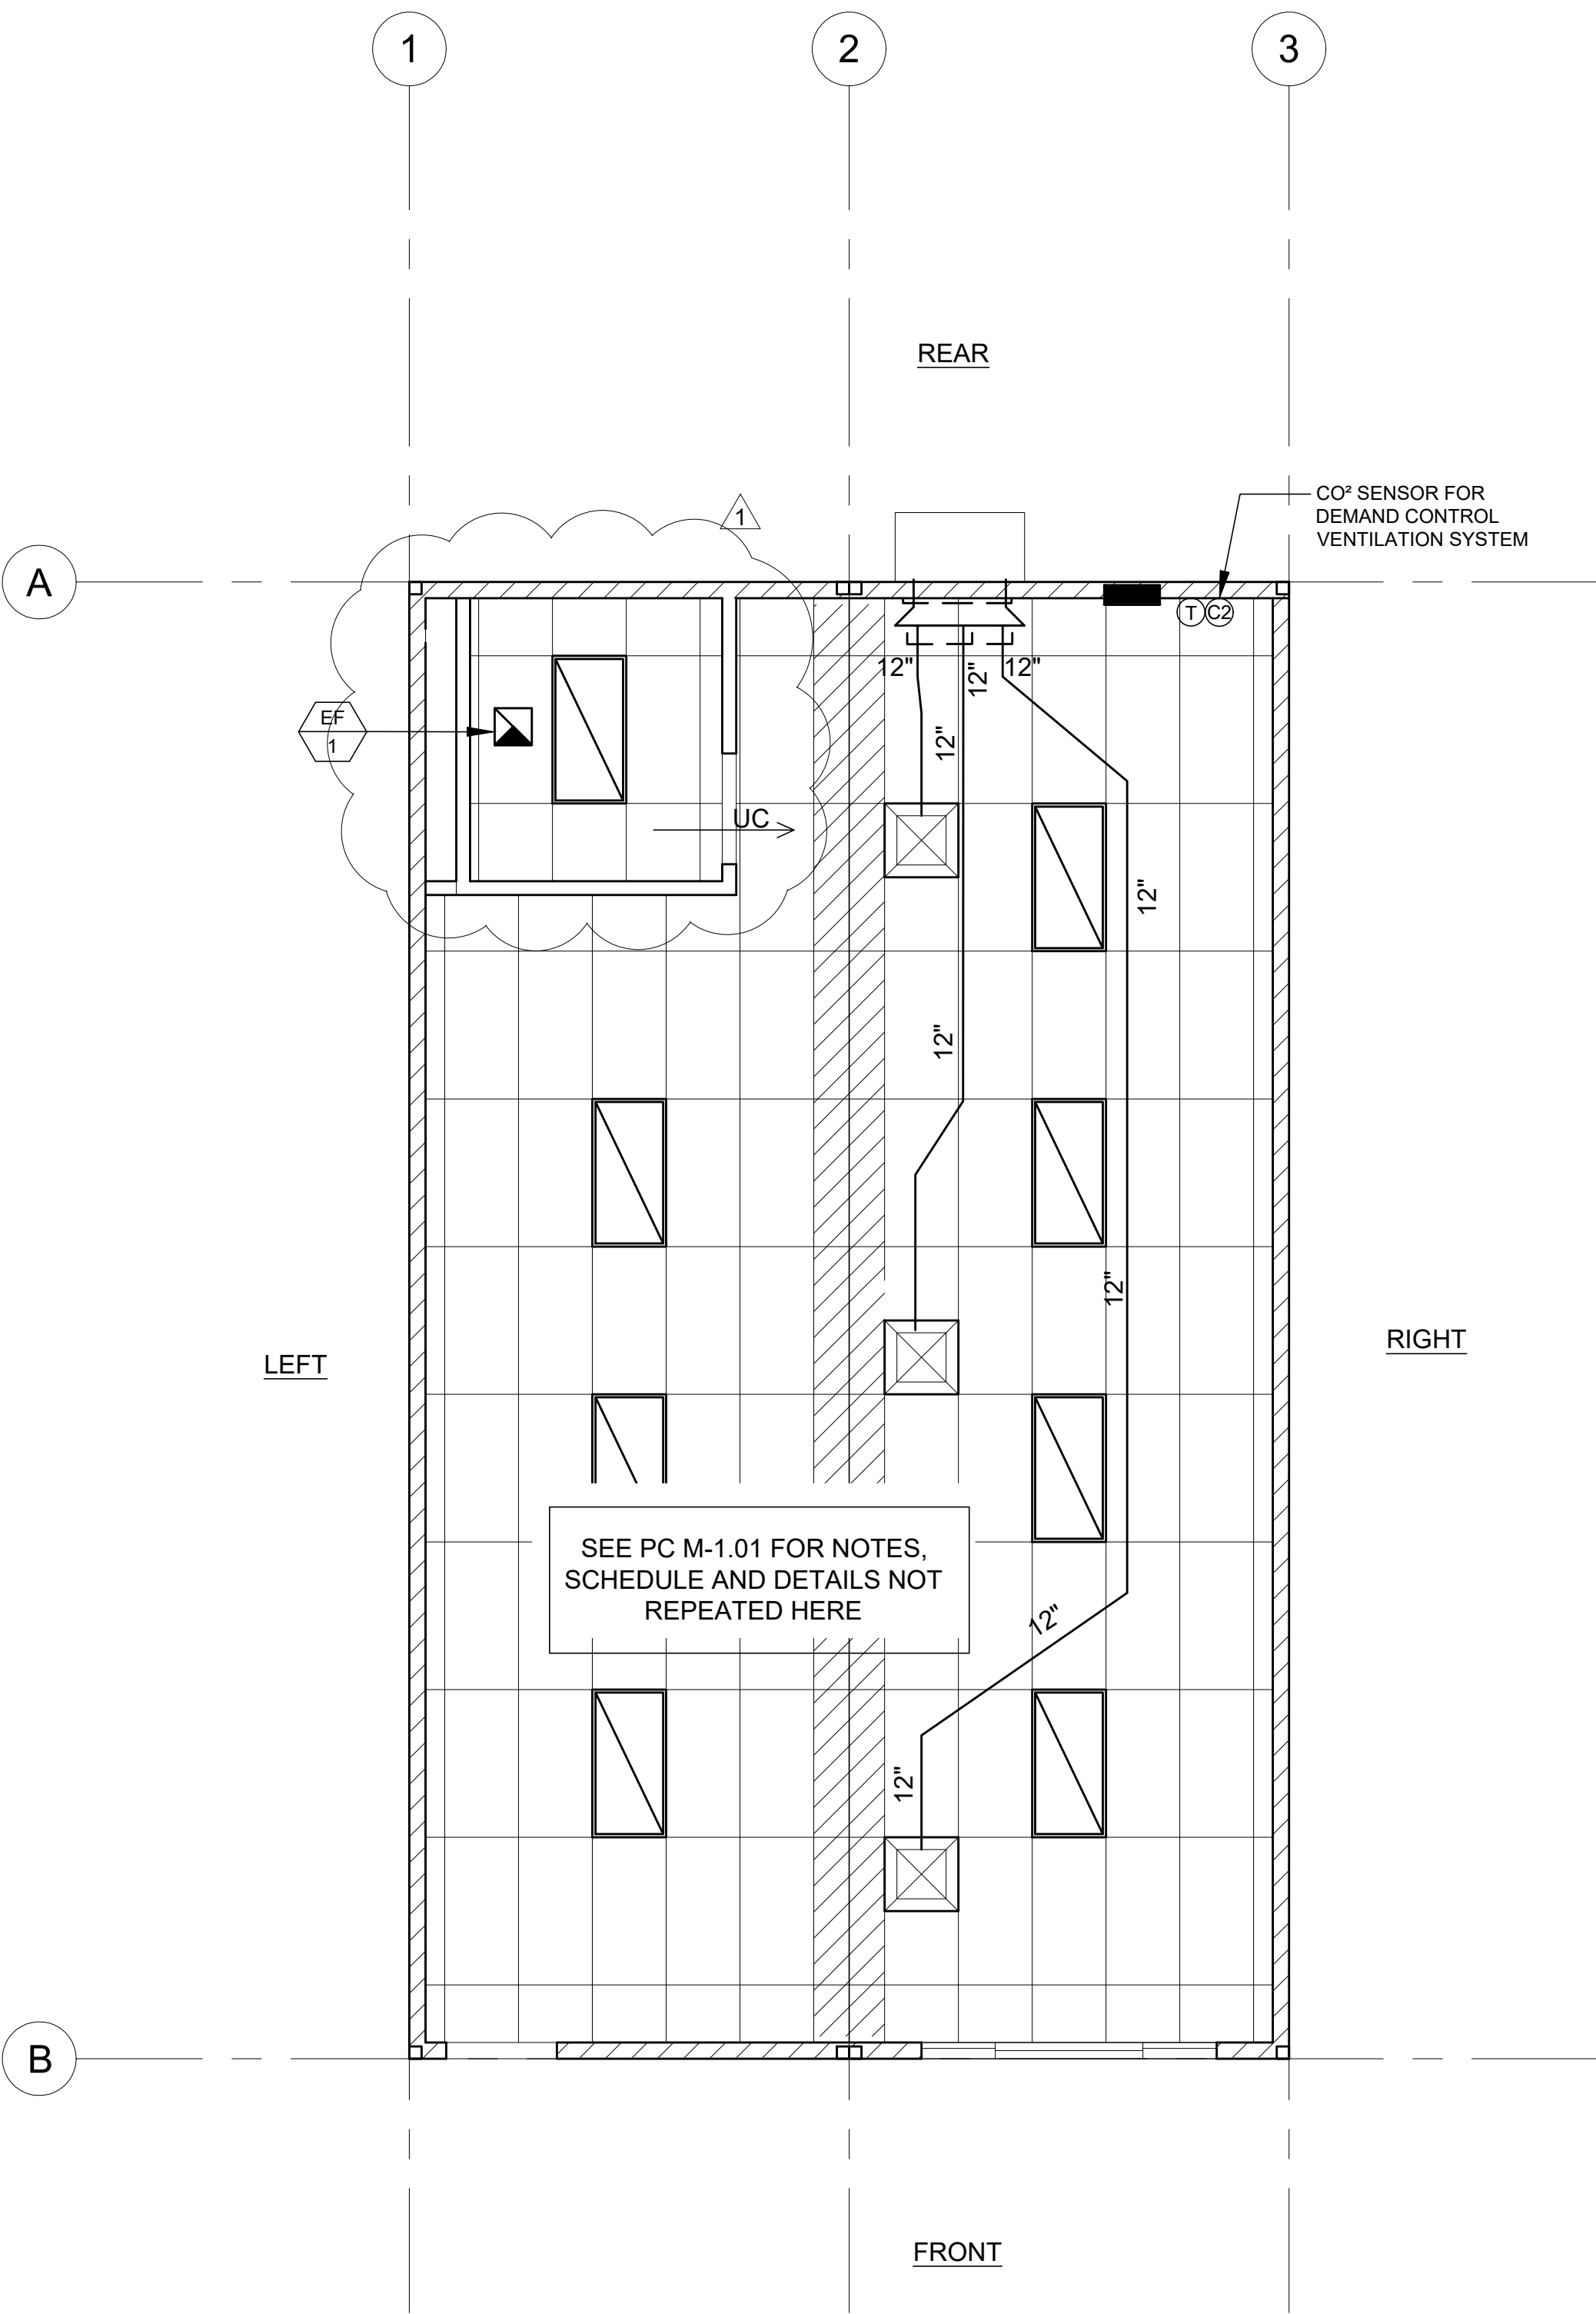 1
2
3
REAR
1
CO² SENSOR FOR
DEMAND CONTROL
VENTILATION SYSTEM
A
T
C2
12"
12"
12"
EF
1
12"
UC
12"
12"
12"
LEFT
RIGHT
SEE PC M-1.01 FOR NOTES,
SCHEDULE AND DETAILS NOT
REPEATED HERE
12"
12"
B
FRONT